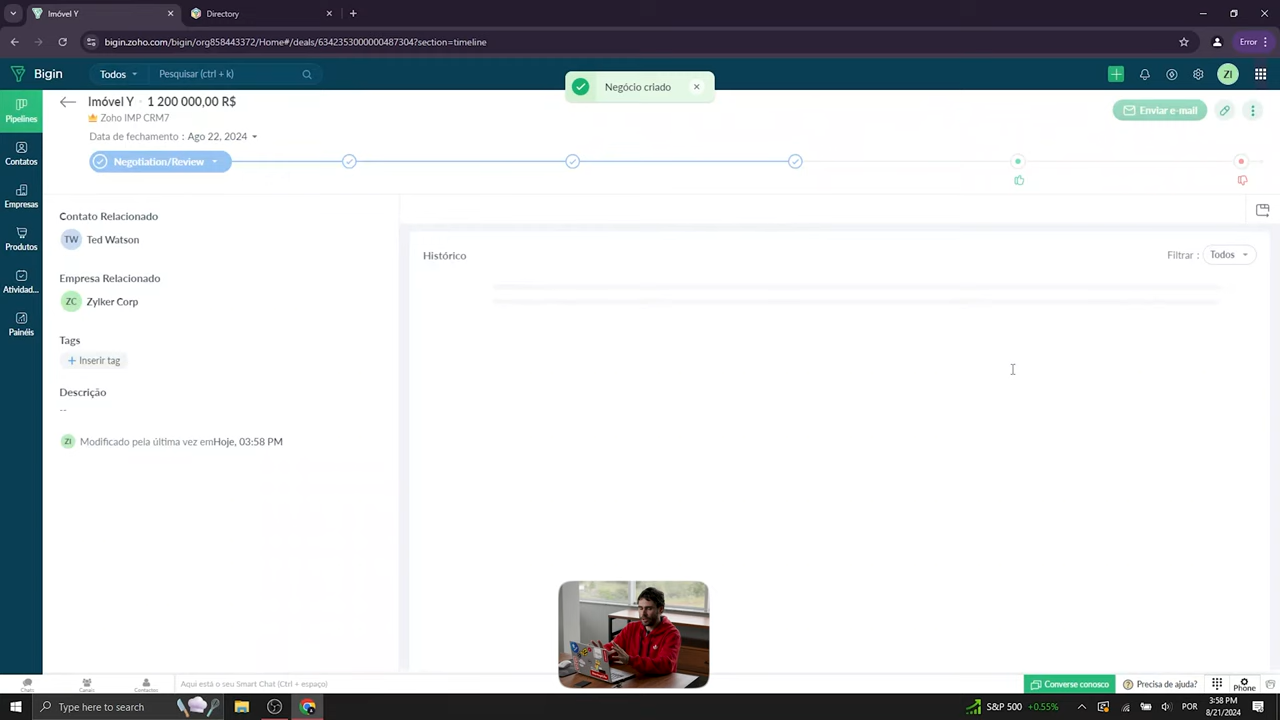 Imóvel Y
Directory
bigin.zoho.com/bigin/org858443372/Home#/deals/6342353000000487304?section=timeline
Error
Bigin
Todos
Pesquisar (ctrl + k)
Negócio criado
ZI
Pipelines
Contatos
Empresas
Produtos
Atividad...
Painéis
Imóvel Y · 1 200 000,00 R$
Zoho IMP CRM7
Data de fechamento : Ago 22, 2024
Enviar e-mail
Negotiation/Review
Contato Relacionado
TW Ted Watson
Empresa Relacionado
ZC Zylker Corp
Tags
+ Inserir tag
Descrição
--
ZI Modificado pela última vez emHoje, 03:58 PM
Histórico
Filtrar : Todos
Chats
Canais
Contactos
Aqui está o seu Smart Chat (Ctrl + espaço)
Converse conosco
Precisa de ajuda?
Phone
Type here to search
S&P 500 +0.55%
POR
3:58 PM
8/21/2024